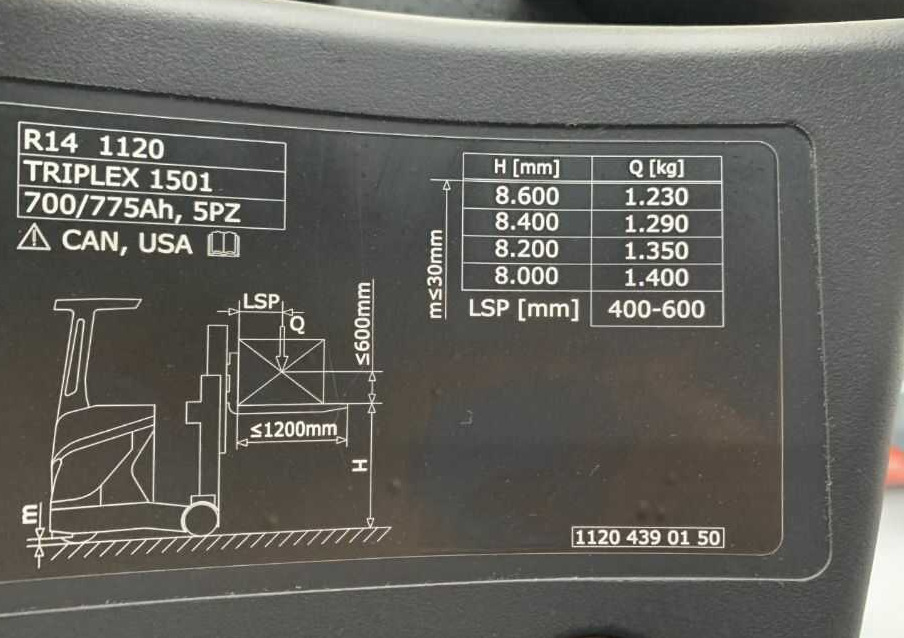 R14 1120
TRIPLEX 1501
700/775Ah, 5PZ
CAN, USA
H [mm] Q [kg]
8.600 1.230
8.400 1.290
8.200 1.350
8.000 1.400
LSP [mm] 400-600
m≤30mm
LSP
Q
≤600mm
≤1200mm
H
m
1120 439 01 50